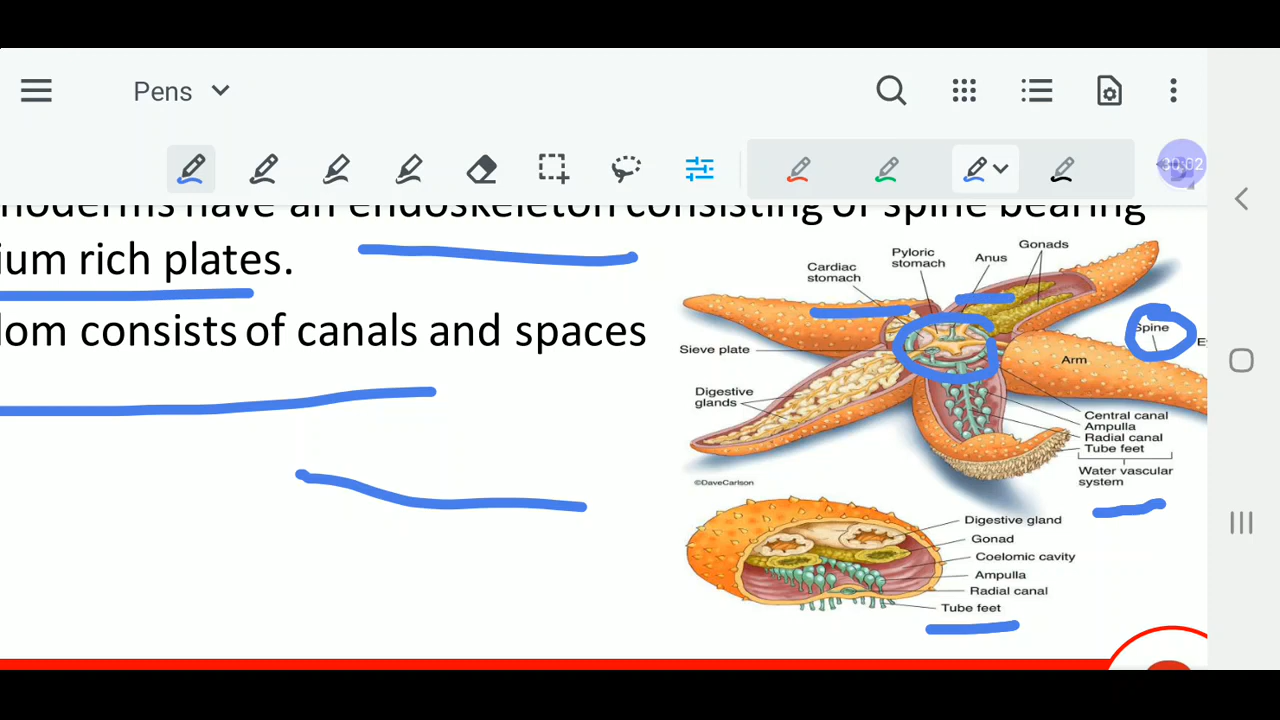 Pens
00:02
noderms have an endoskeleton consisting of spine bearing
ium rich plates.
lom consists of canals and spaces
Gonads
Pyloric
stomach
Anus
Cardiac
stomach
Spine
Sieve plate
E
Arm
Digestive
glands
Central canal
Ampulla
Radial canal
Tube feet
Water vascular
system
©DaveCarlson
Digestive gland
Gonad
Coelomic cavity
Ampulla
Radial canal
Tube feet